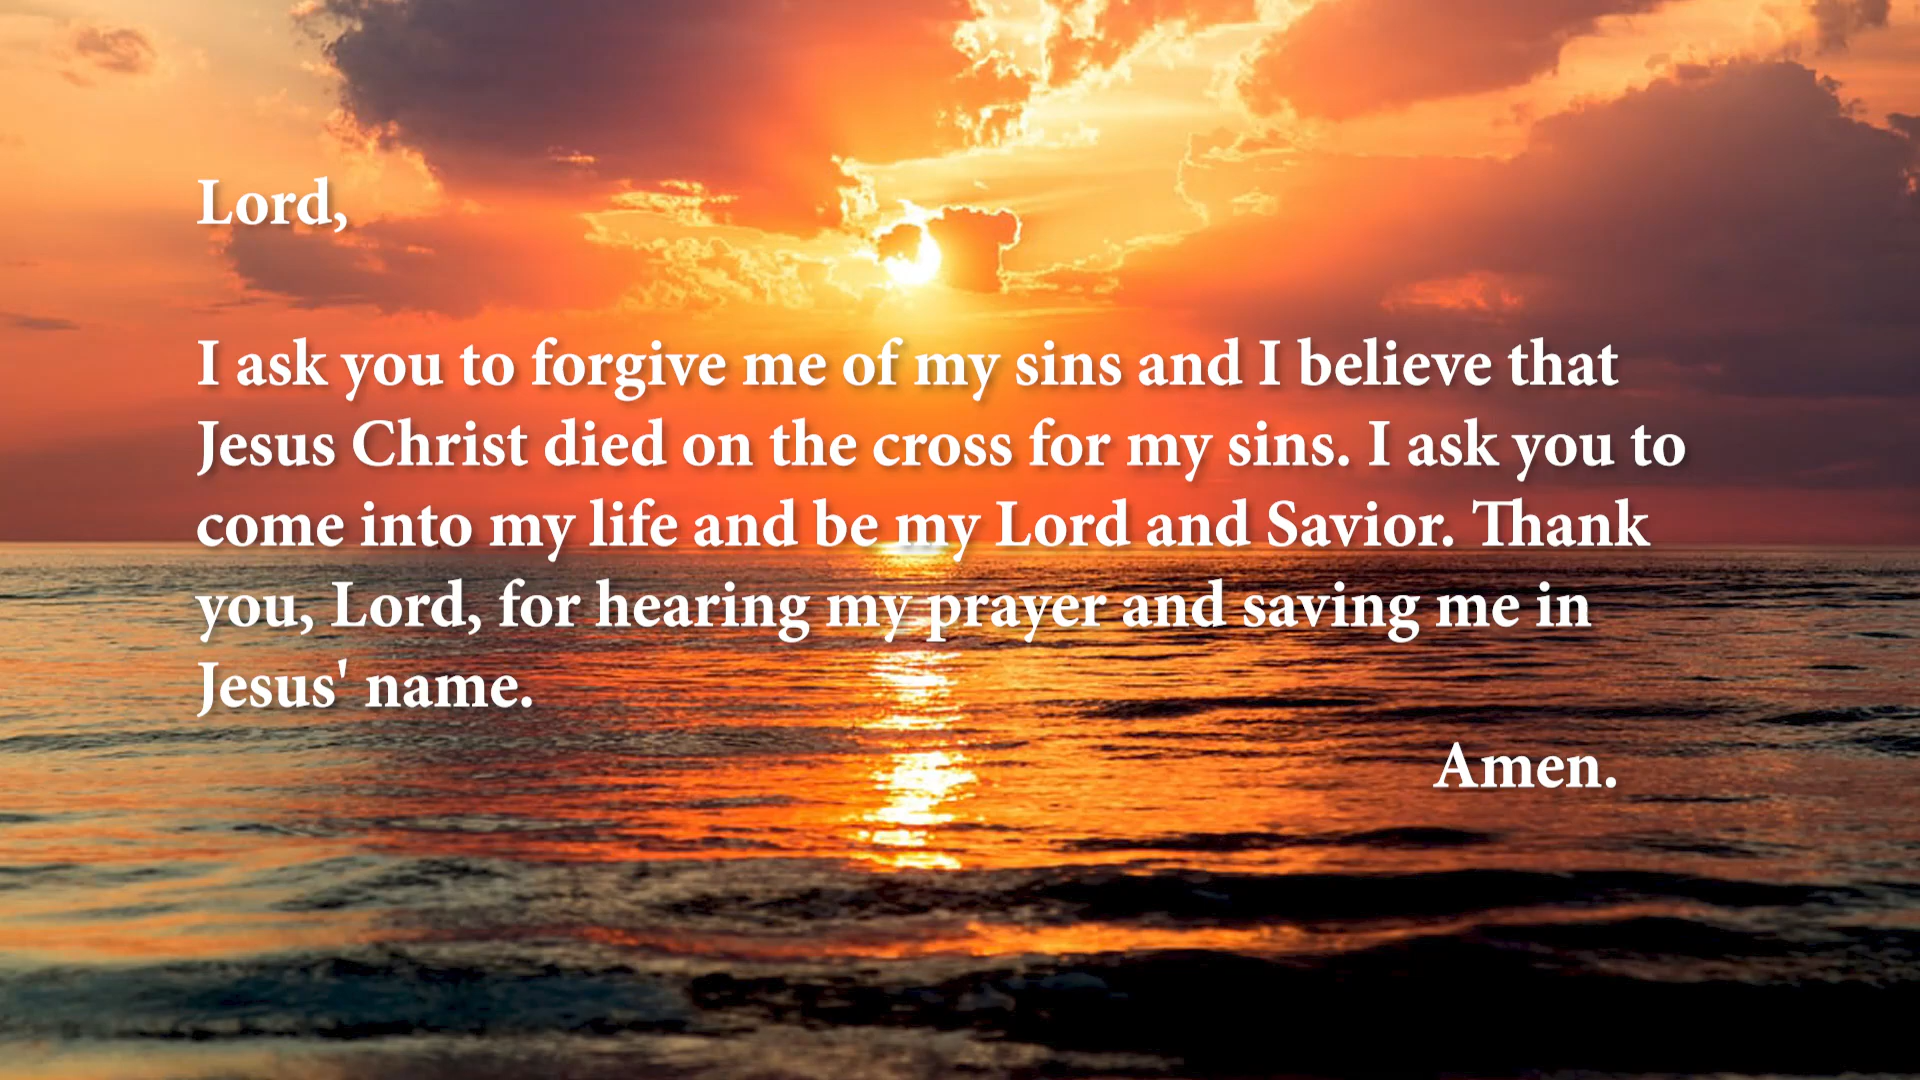 Lord,
I ask you to forgive me of my sins and I believe that
Jesus Christ died on the cross for my sins. I ask you to
come into my life and be my Lord and Savior. Thank
you, Lord, for hearing my prayer and saving me in
Jesus' name.
Amen.